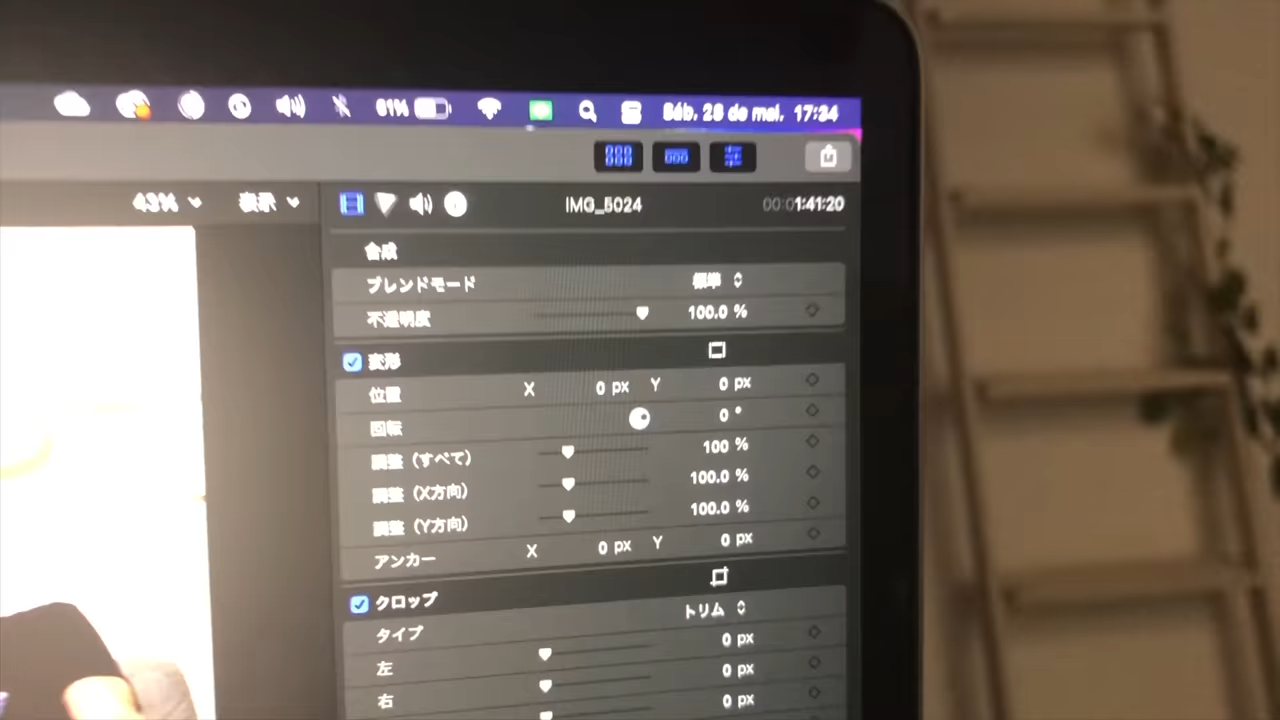 61% Sáb. 28 de mai. 17:34
43% 表示 IMG_5024 00:01:41:20
合成
ブレンドモード 標準
不透明度 100.0 %
変形
位置 X 0 px Y 0 px
回転 0 °
調整（すべて） 100 %
調整（X方向） 100.0 %
調整（Y方向） 100.0 %
アンカー X 0 px Y 0 px
クロップ
タイプ トリム
左 0 px
右 0 px
0 px